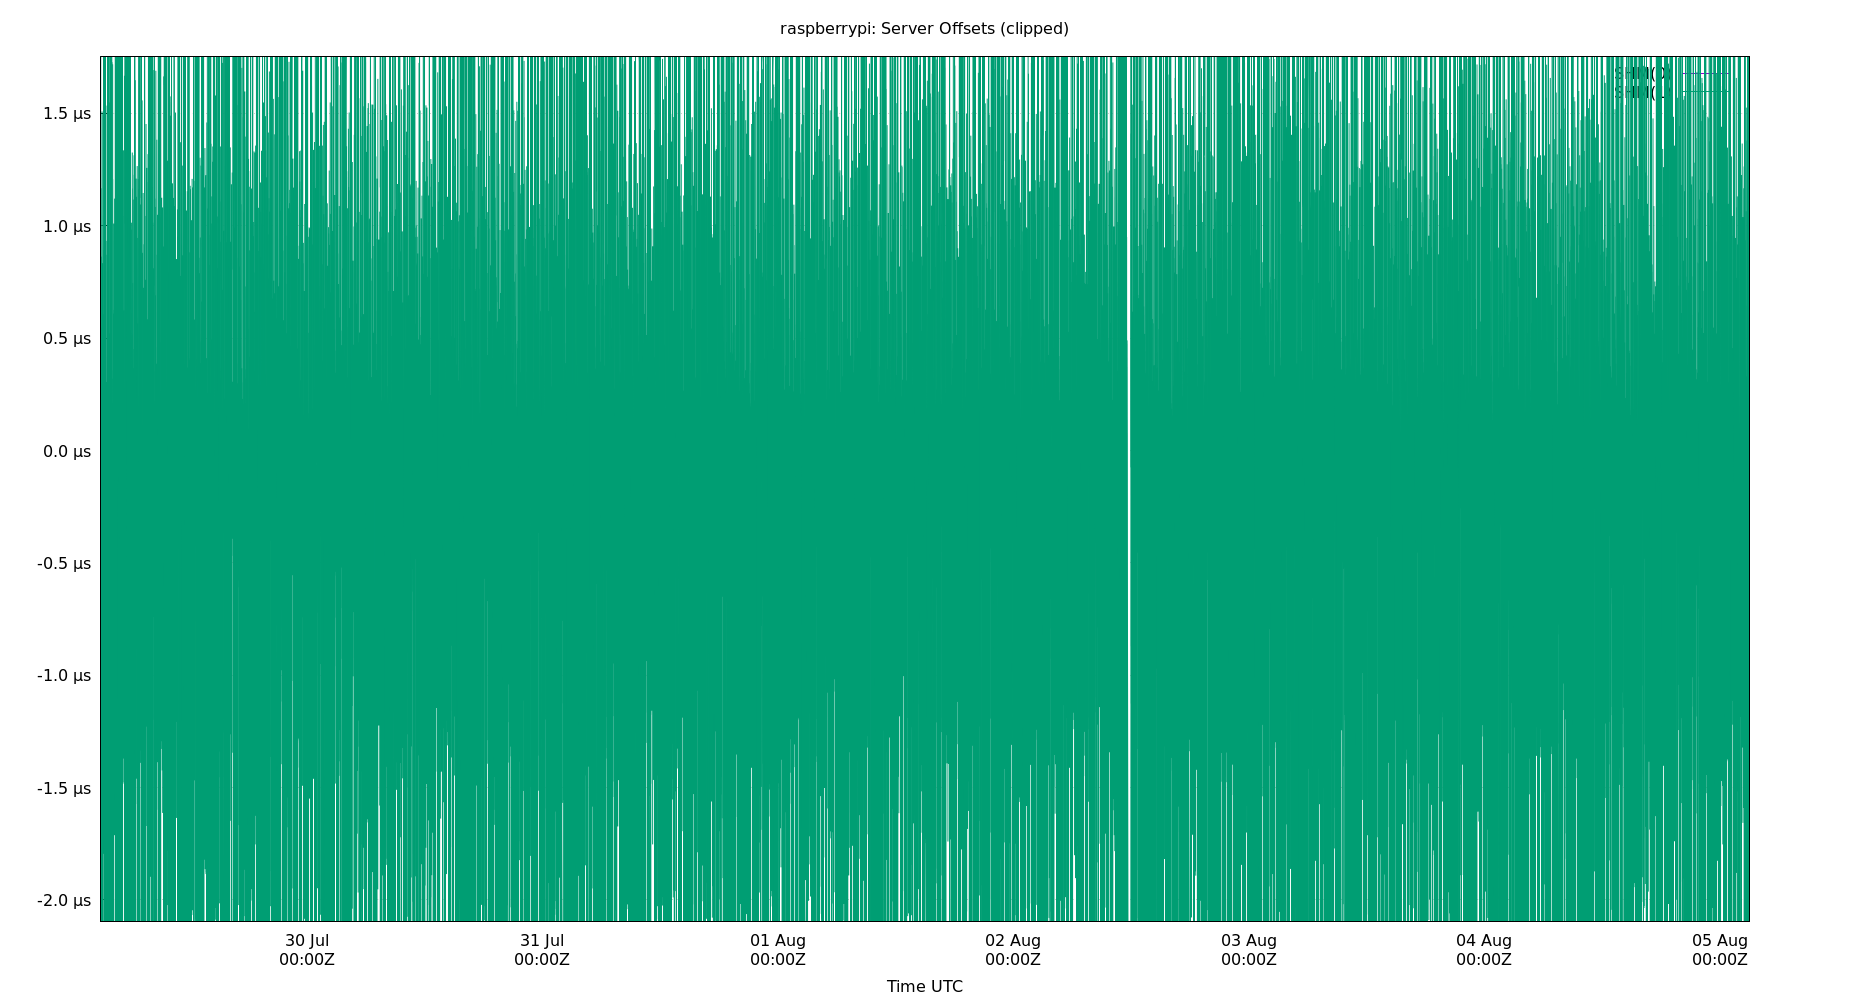 raspberrypi: Server Offsets (clipped)
SHM(0)
SHM(
1.5 µs
1.0 µs
0.5 µs
0.0 µs
-0.5 µs
-1.0 µs
-1.5 µs
-2.0 µs
30 Jul
00:00Z
31 Jul
00:00Z
01 Aug
00:00Z
02 Aug
00:00Z
03 Aug
00:00Z
04 Aug
00:00Z
05 Aug
00:00Z
Time UTC